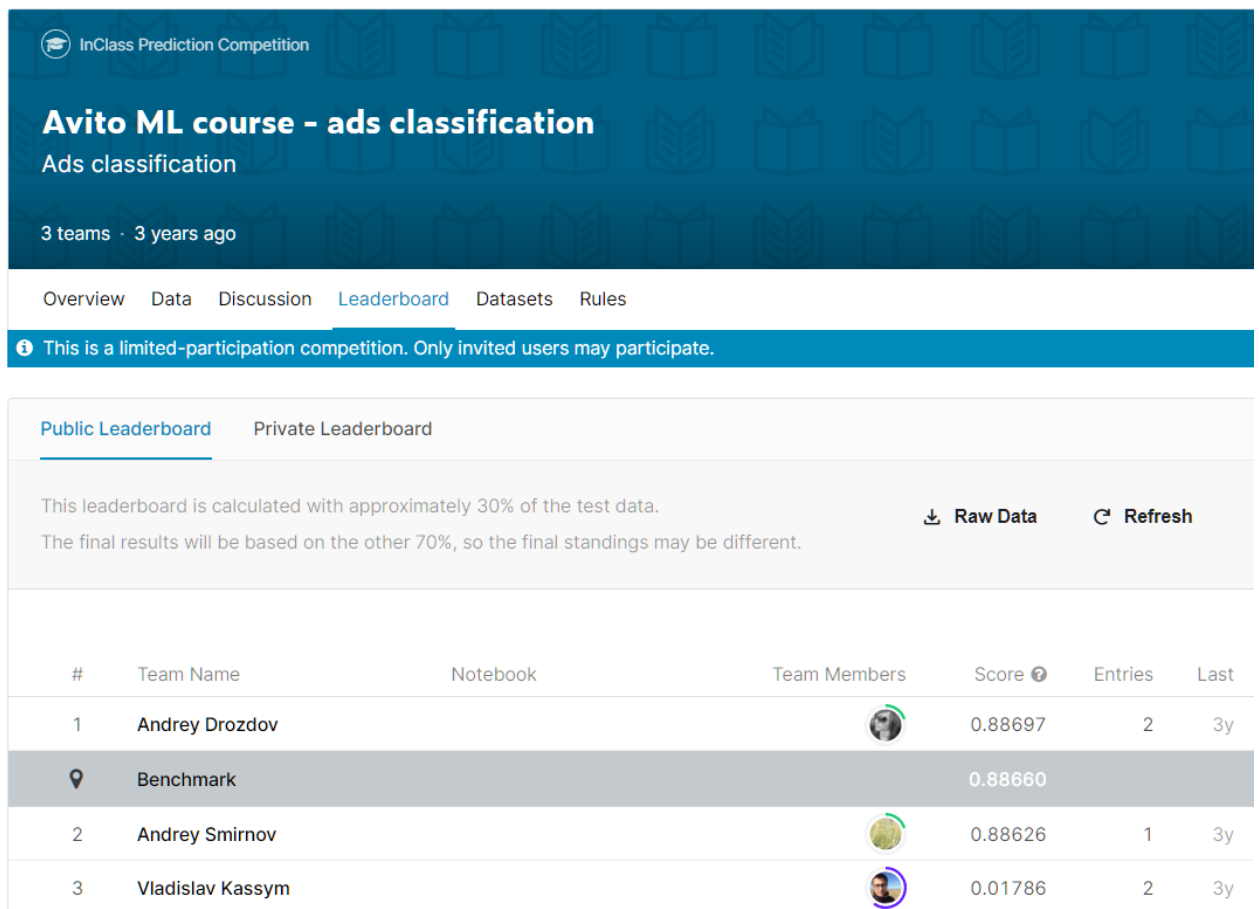 InClass Prediction Competition
Avito ML course - ads classification
Ads classification
3 teams · 3 years ago
Overview Data Discussion Leaderboard Datasets Rules
This is a limited-participation competition. Only invited users may participate.
Public Leaderboard Private Leaderboard
This leaderboard is calculated with approximately 30% of the test data.
The final results will be based on the other 70%, so the final standings may be different.
Raw Data Refresh
# Team Name Notebook Team Members Score Entries Last
1 Andrey Drozdov 0.88697 2 3y
Benchmark 0.88660
2 Andrey Smirnov 0.88626 1 3y
3 Vladislav Kassym 0.01786 2 3y